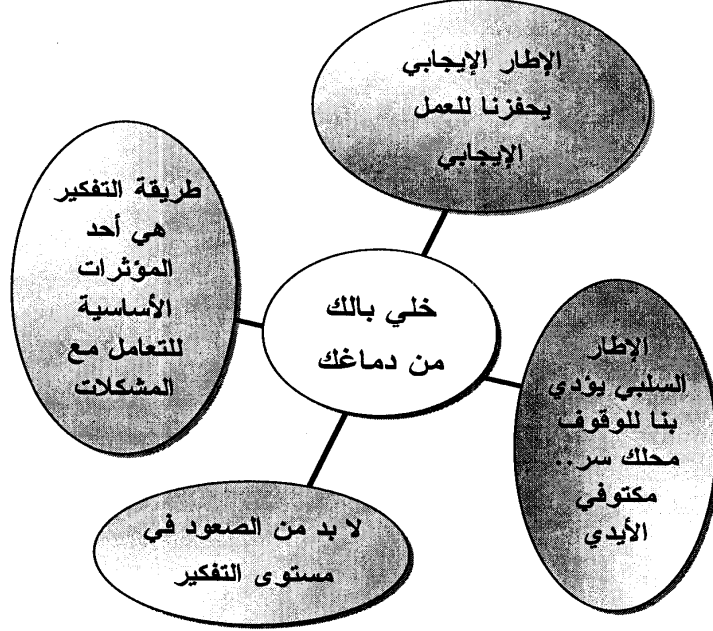 الإطار الإيجابي
يحفزنا للعمل
الإيجابي
طريقة التفكير
هي أحد
المؤثرات
الأساسية
للتعامل مع
المشكلات
خلي بالك
من دماغك
الإطار
السلبي يؤدي
بنا للوقوف
محلك سر..
مكتوفي
الأيدي
لا بد من الصعود في
مستوى التفكير